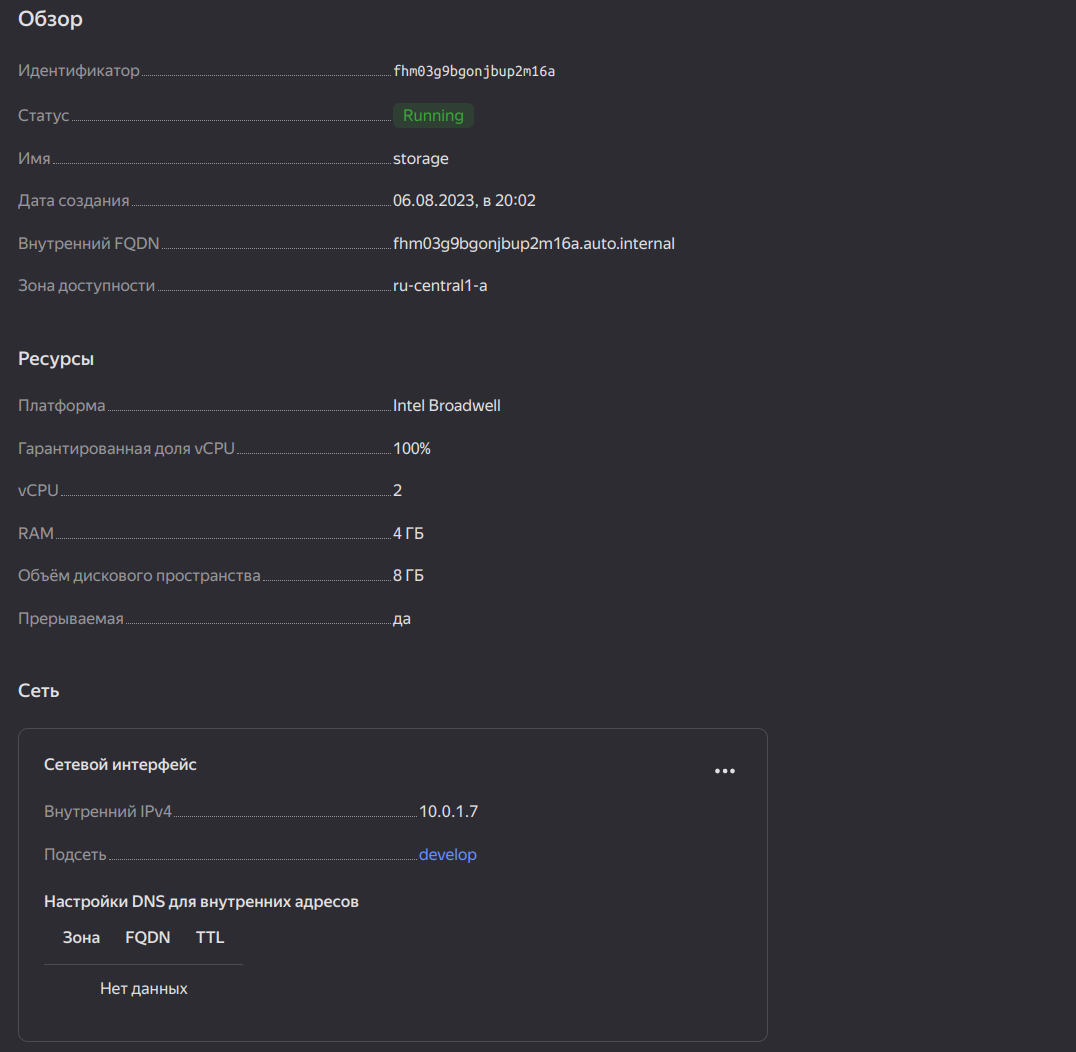 Обзор
Идентификатор fhm03g9bgonjbup2m16a
Статус Running
Имя storage
Дата создания 06.08.2023, в 20:02
Внутренний FQDN fhm03g9bgonjbup2m16a.auto.internal
Зона доступности ru-central1-a
Ресурсы
Платформа Intel Broadwell
Гарантированная доля vCPU 100%
vCPU 2
RAM 4 ГБ
Объём дискового пространства 8 ГБ
Прерываемая да
Сеть
Сетевой интерфейс
Внутренний IPv4 10.0.1.7
Подсеть develop
Настройки DNS для внутренних адресов
Зона FQDN TTL
Нет данных